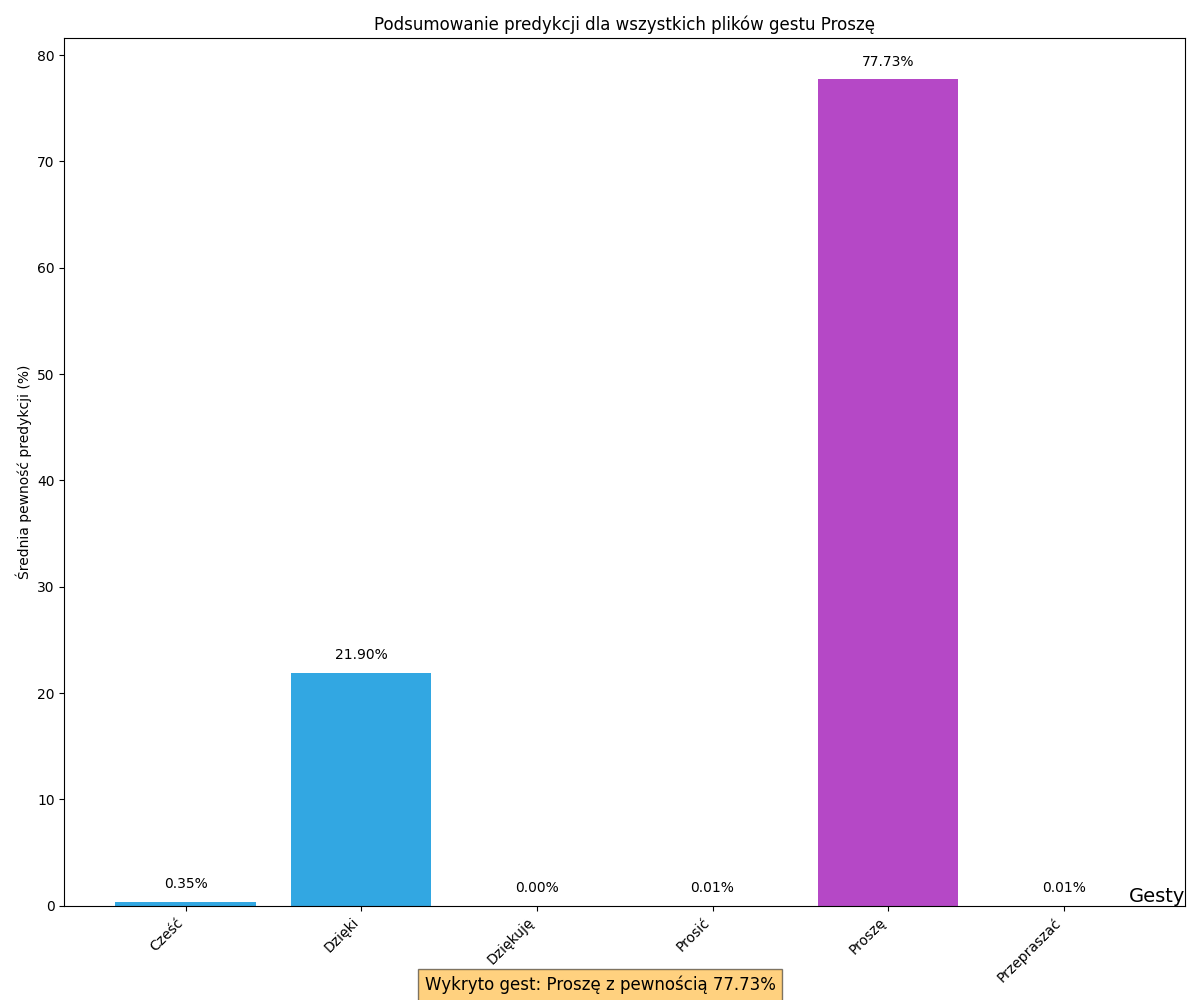 Podsumowanie predykcji dla wszystkich plików gestu Proszę
Średnia pewność predykcji (%)
80
70
60
50
40
30
20
10
0
0.35%
21.90%
0.00%
0.01%
77.73%
0.01%
Gesty
Cześć
Dzięki
Dziękuję
Prosić
Proszę
Przepraszać
Wykryto gest: Proszę z pewnością 77.73%